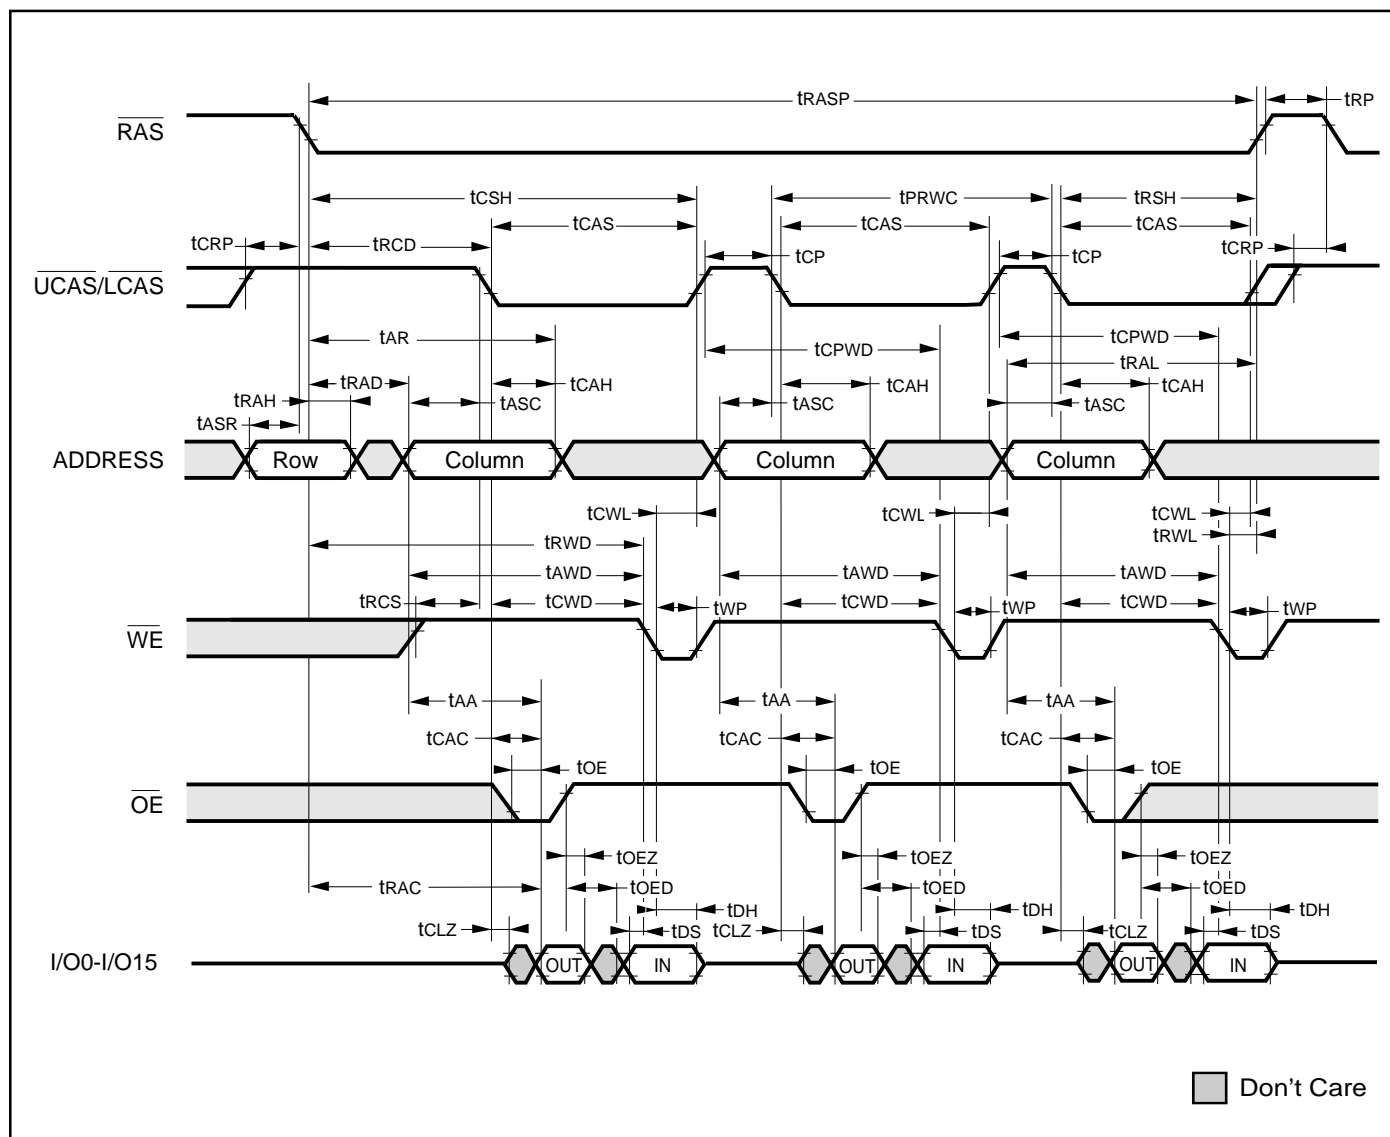 tRASP tRP
RAS
tCSH tPRWC tRSH
tCAS tCAS tCAS
tCRP tRCD tCP tCP tCRP
UCAS/LCAS
tAR tCPWD tCPWD
tRAL
tRAD tCAH tCAH tCAH
tRAH tASC tASC tASC
tASR
ADDRESS Row Column Column Column
tCWL tCWL tCWL
tRWD tRWL
tAWD tAWD tAWD
tRCS tCWD tWP tCWD tWP tCWD tWP
WE
tAA tAA tAA
tCAC tCAC tCAC
tOE tOE tOE
OE
tOEZ tOEZ tOEZ
tRAC tOED tOED tOED
tDH tDH tDH
tCLZ tDS tCLZ tDS tCLZ tDS
I/O0-I/O15 OUT IN OUT IN OUT IN
Don't Care